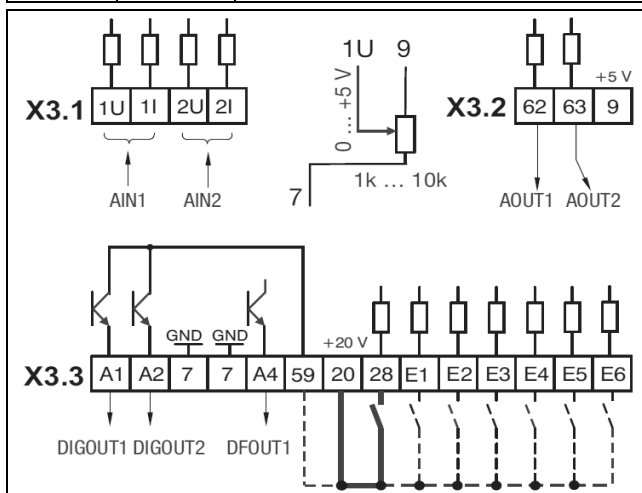 1U 9
+5 V
X3.1 1U 1I 2U 2I
0 ... +5 V
X3.2 62 63 9
7
1k ... 10k
AIN1 AIN2
AOUT1 AOUT2
GND GND
+20 V
X3.3 A1 A2 7 7 A4 59 20 28 E1 E2 E3 E4 E5 E6
DIGOUT1 DIGOUT2 DFOUT1